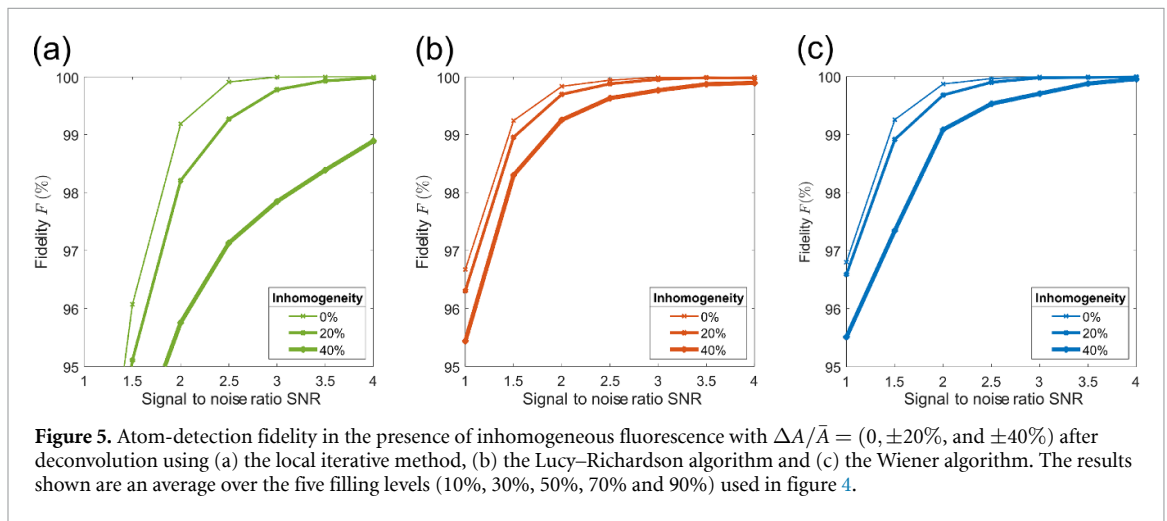 (a)
100
99
98
97
96
95
Fidelity F (%)
1 1.5 2 2.5 3 3.5 4
Signal to noise ratio SNR
Inhomogeneity
0%
20%
40%
(b)
100
99
98
97
96
95
Fidelity F (%)
1 1.5 2 2.5 3 3.5 4
Signal to noise ratio SNR
Inhomogeneity
0%
20%
40%
(c)
100
99
98
97
96
95
Fidelity F (%)
1 1.5 2 2.5 3 3.5 4
Signal to noise ratio SNR
Inhomogeneity
0%
20%
40%
Figure 5. Atom-detection fidelity in the presence of inhomogeneous fluorescence with ΔA/Ā = (0, ±20%, and ±40%) after
deconvolution using (a) the local iterative method, (b) the Lucy–Richardson algorithm and (c) the Wiener algorithm. The results
shown are an average over the five filling levels (10%, 30%, 50%, 70% and 90%) used in figure 4.